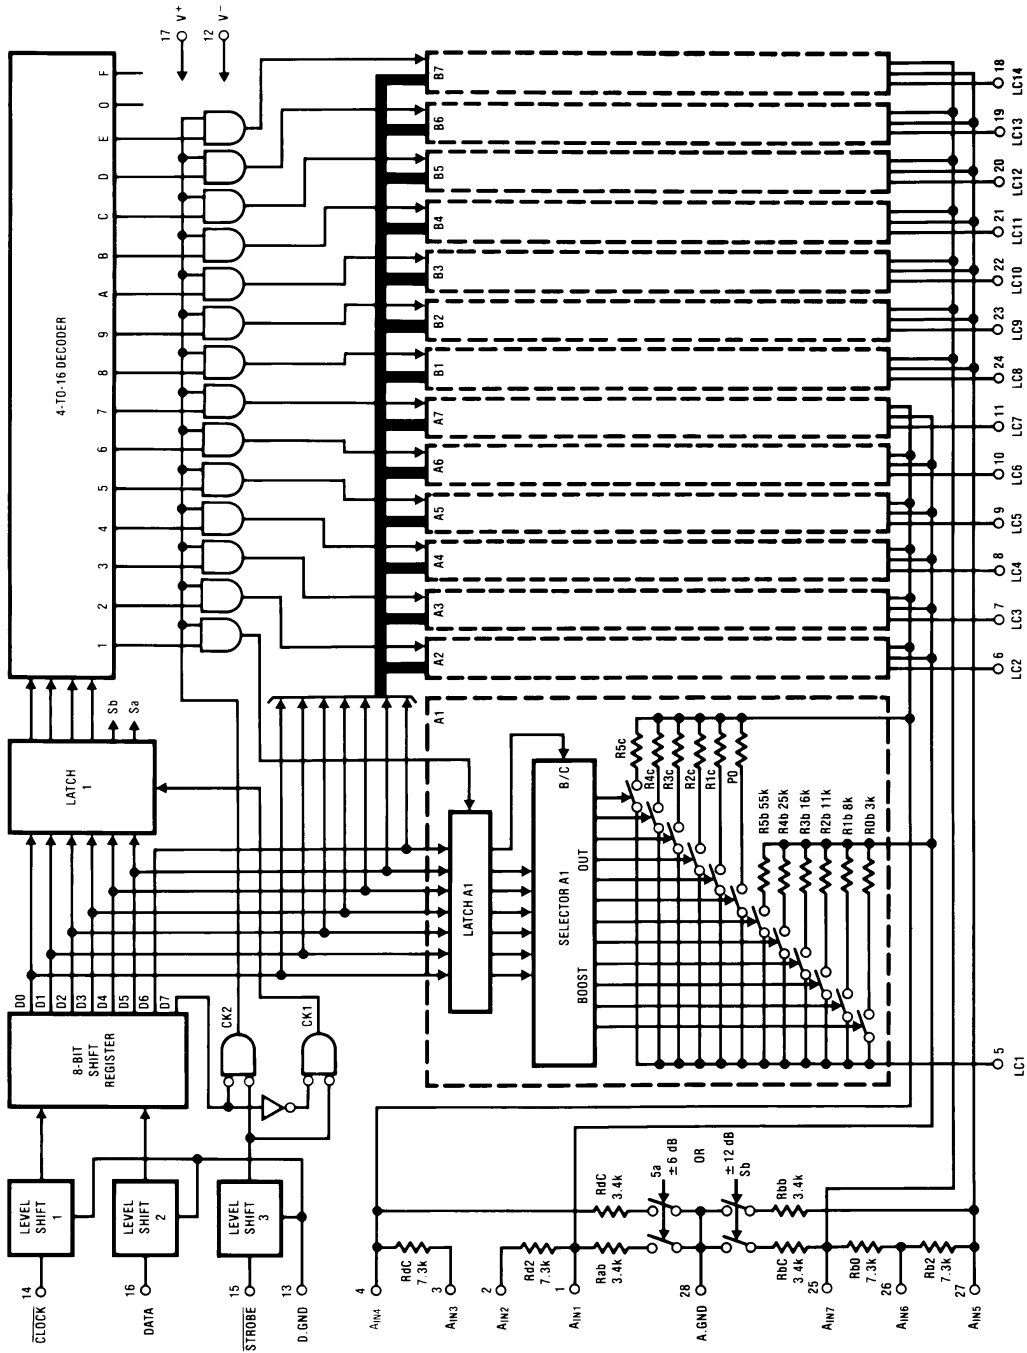 17 V+
12 V−
4-TO-16 DECODER
1 2 3 4 5 6 7 8 9 A B C D E O F
LATCH
1
Sb
Sa
D0
D1
D2
D3
D4
D5
D6
D7
8-BIT
SHIFT
REGISTER
CK2
CK1
LEVEL
SHIFT
1
LEVEL
SHIFT
2
LEVEL
SHIFT
3
14
CLOCK
16
DATA
15
STROBE
13
D.GND
A1
A2
A3
A4
A5
A6
A7
B1
B2
B3
B4
B5
B6
B7
LATCH A1
B/C
SELECTOR A1
BOOST
OUT
R5c
R4c
R3c
R2c
R1c
PO
R5b 55k
R4b 25k
R3b 16k
R2b 11k
R1b 8k
R0b 3k
5
LC1
6
LC2
7
LC3
8
LC4
9
LC5
10
LC6
11
LC7
24
LC8
23
LC9
22
LC10
21
LC11
20
LC12
19
LC13
18
LC14
4
AIN4
RdC
7.3k
3
AIN3
2
AIN2
Rd2
7.3k
1
AIN1
RdC
3.4k
Rab
3.4k
5a
± 6 dB
OR
± 12 dB
Sb
28
A.GND
Rbb
3.4k
RbC
3.4k
25
AIN7
Rb0
7.3k
26
AIN6
Rb2
7.3k
27
AIN5